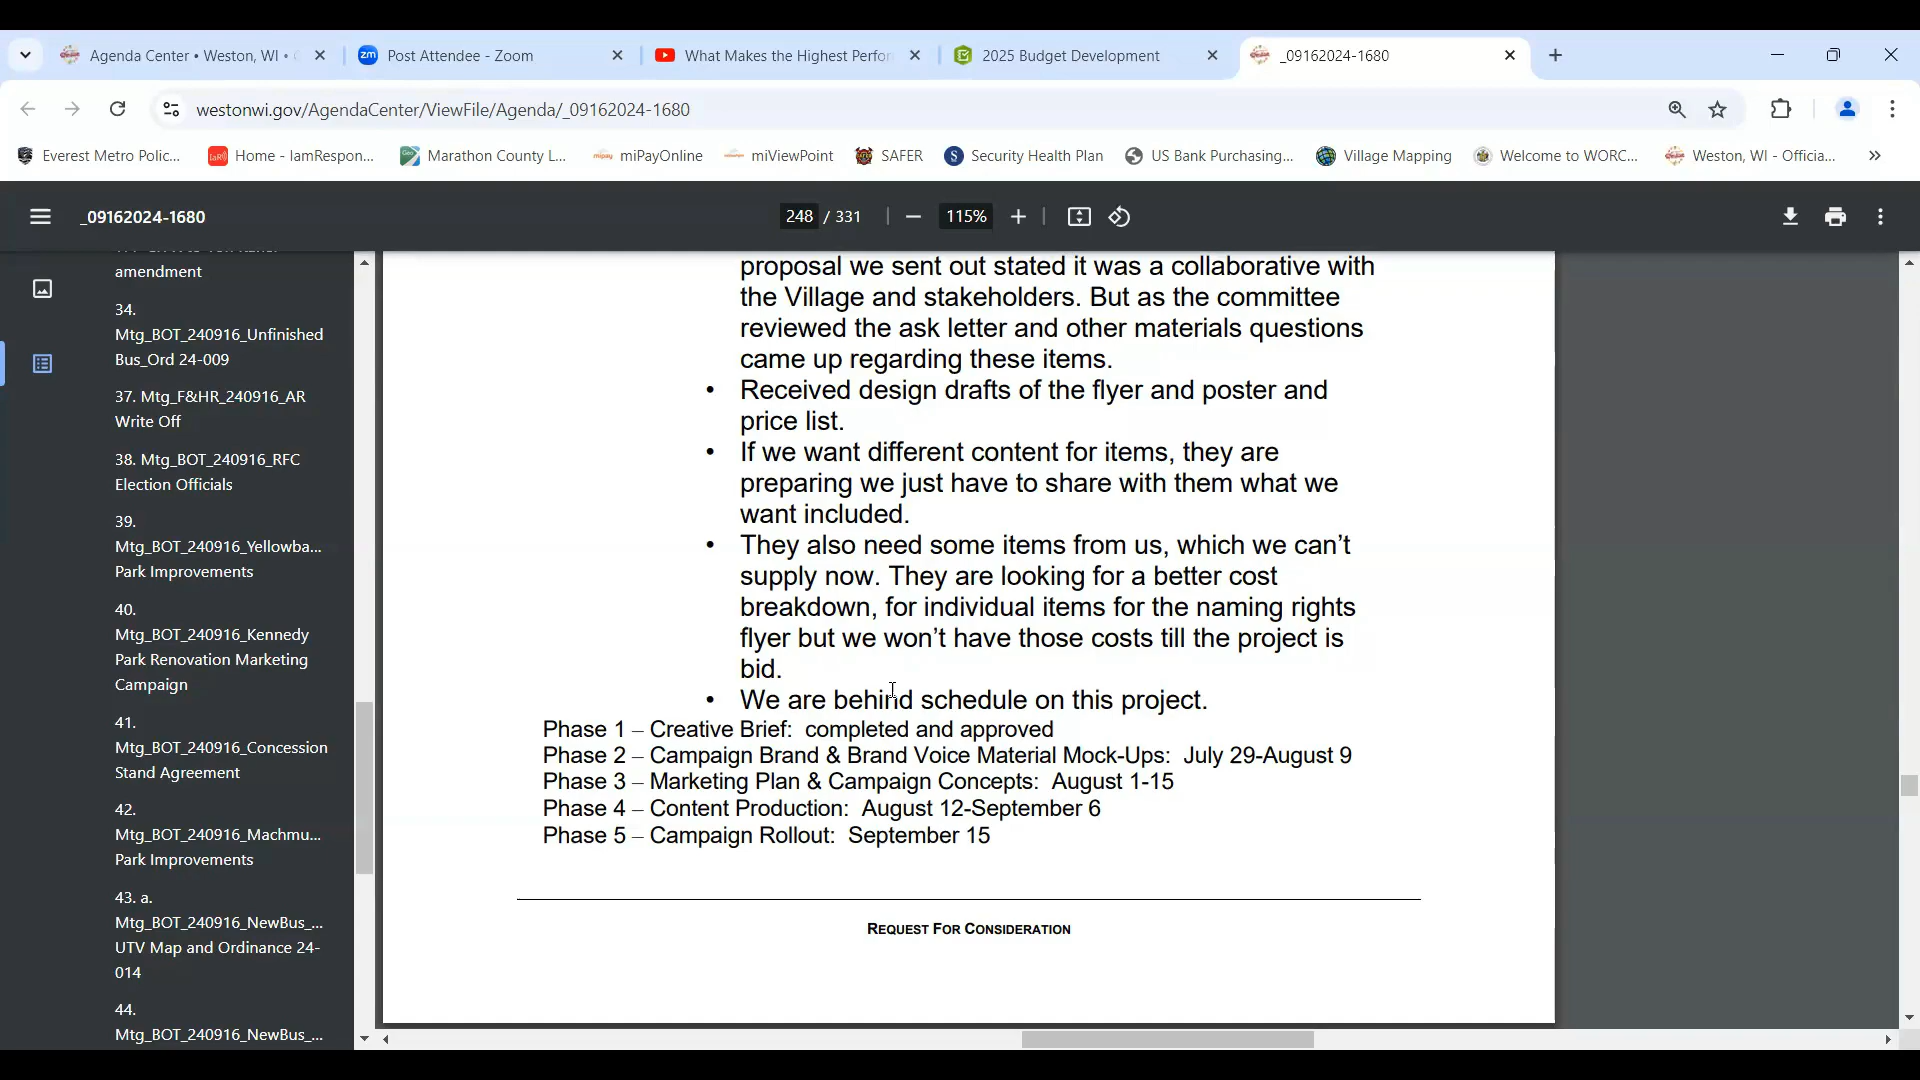 Agenda Center • Weston, WI •
Post Attendee - Zoom
What Makes the Highest Perfor
2025 Budget Development
_09162024-1680
westonwi.gov/AgendaCenter/ViewFile/Agenda/_09162024-1680
Everest Metro Polic...
Home - IamRespon...
Marathon County L...
miPayOnline
miViewPoint
SAFER
Security Health Plan
US Bank Purchasing...
Village Mapping
Welcome to WORC...
Weston, WI - Officia...
»
_09162024-1680
248 / 331
115%
amendment
34.
Mtg_BOT_240916_Unfinished
Bus_Ord 24-009
37. Mtg_F&HR_240916_AR
Write Off
38. Mtg_BOT_240916_RFC
Election Officials
39.
Mtg_BOT_240916_Yellowba...
Park Improvements
40.
Mtg_BOT_240916_Kennedy
Park Renovation Marketing
Campaign
41.
Mtg_BOT_240916_Concession
Stand Agreement
42.
Mtg_BOT_240916_Machmu...
Park Improvements
43. a.
Mtg_BOT_240916_NewBus_...
UTV Map and Ordinance 24-
014
44.
Mtg_BOT_240916_NewBus_...
proposal we sent out stated it was a collaborative with
the Village and stakeholders. But as the committee
reviewed the ask letter and other materials questions
came up regarding these items.
• Received design drafts of the flyer and poster and
price list.
• If we want different content for items, they are
preparing we just have to share with them what we
want included.
• They also need some items from us, which we can’t
supply now. They are looking for a better cost
breakdown, for individual items for the naming rights
flyer but we won’t have those costs till the project is
bid.
• We are behind schedule on this project.
Phase 1 – Creative Brief: completed and approved
Phase 2 – Campaign Brand & Brand Voice Material Mock-Ups: July 29-August 9
Phase 3 – Marketing Plan & Campaign Concepts: August 1-15
Phase 4 – Content Production: August 12-September 6
Phase 5 – Campaign Rollout: September 15
REQUEST FOR CONSIDERATION